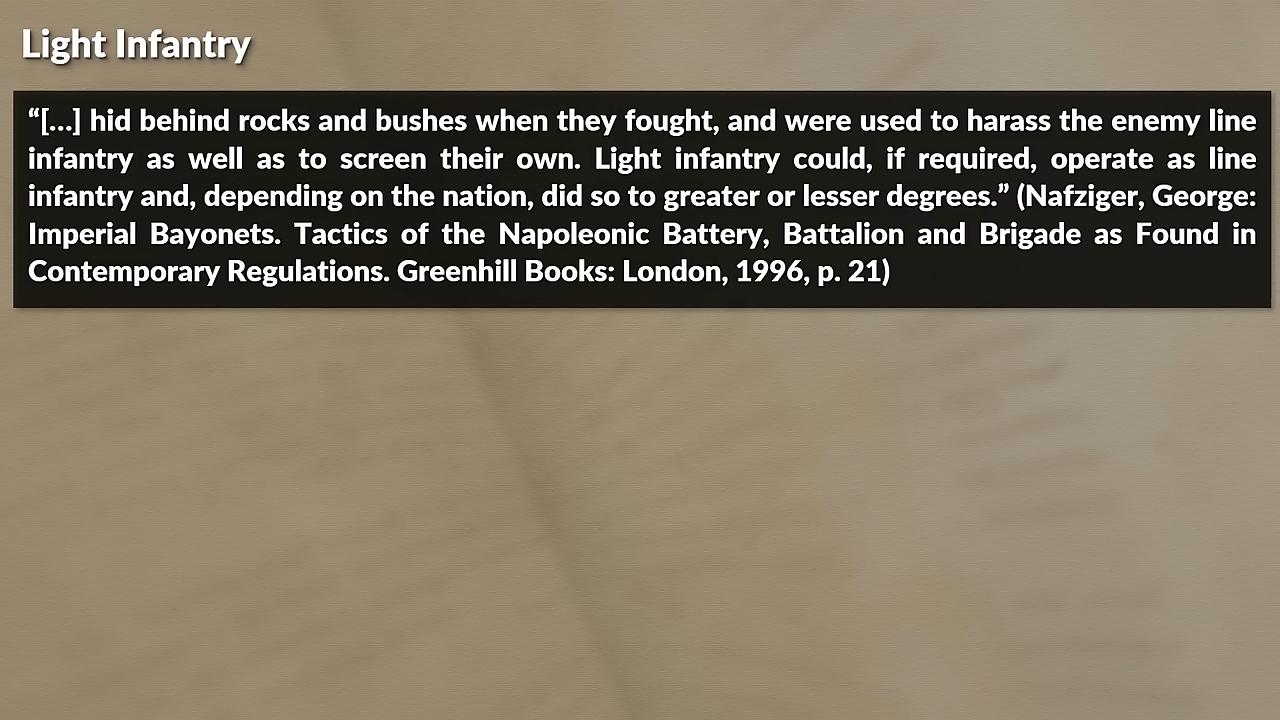 Light Infantry
“[…] hid behind rocks and bushes when they fought, and were used to harass the enemy line
infantry as well as to screen their own. Light infantry could, if required, operate as line
infantry and, depending on the nation, did so to greater or lesser degrees.” (Nafziger, George:
Imperial Bayonets. Tactics of the Napoleonic Battery, Battalion and Brigade as Found in
Contemporary Regulations. Greenhill Books: London, 1996, p. 21)